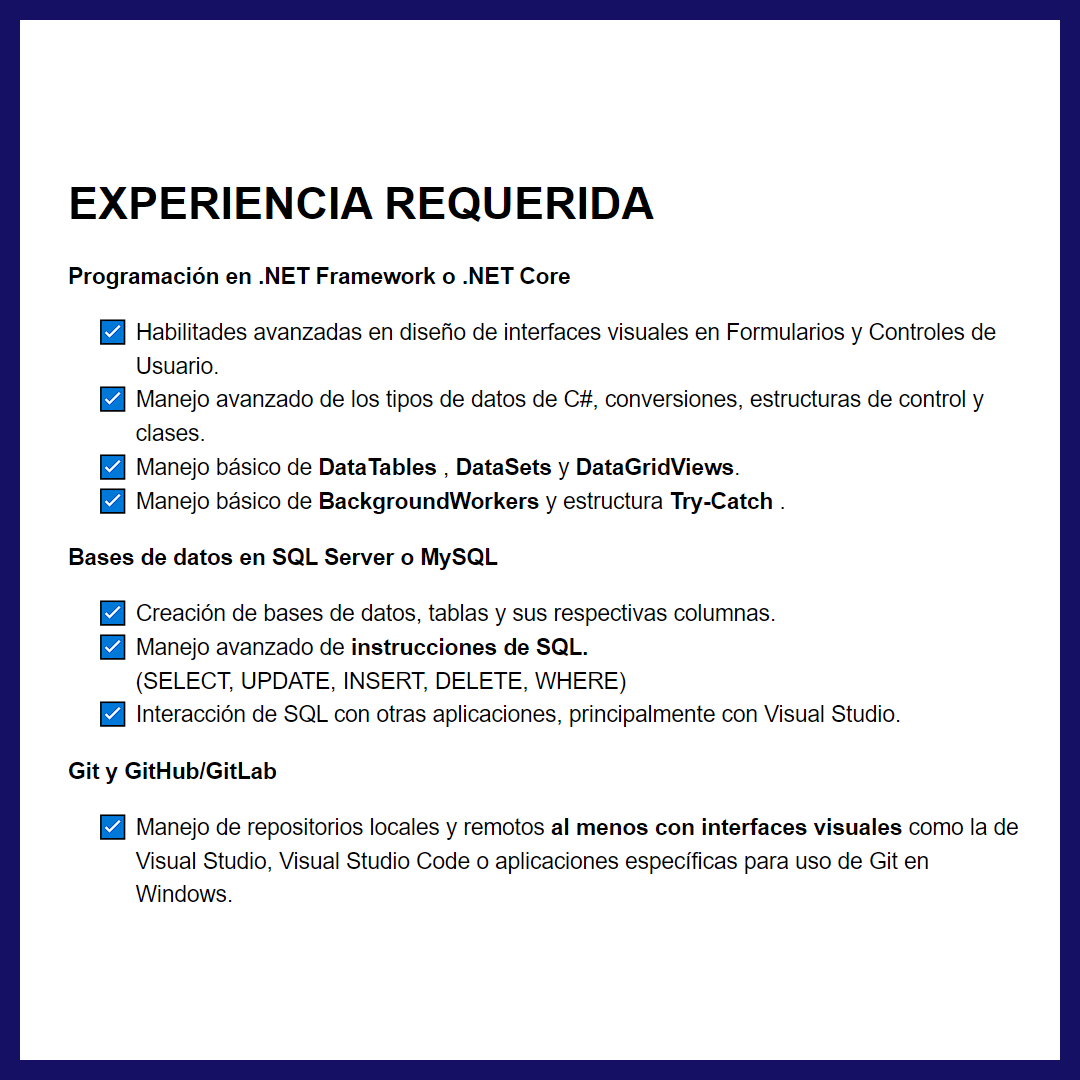 EXPERIENCIA REQUERIDA
Programación en .NET Framework o .NET Core
Habilitades avanzadas en diseño de interfaces visuales en Formularios y Controles de
Usuario.
Manejo avanzado de los tipos de datos de C#, conversiones, estructuras de control y
clases.
Manejo básico de DataTables , DataSets y DataGridViews.
Manejo básico de BackgroundWorkers y estructura Try-Catch .
Bases de datos en SQL Server o MySQL
Creación de bases de datos, tablas y sus respectivas columnas.
Manejo avanzado de instrucciones de SQL.
(SELECT, UPDATE, INSERT, DELETE, WHERE)
Interacción de SQL con otras aplicaciones, principalmente con Visual Studio.
Git y GitHub/GitLab
Manejo de repositorios locales y remotos al menos con interfaces visuales como la de
Visual Studio, Visual Studio Code o aplicaciones específicas para uso de Git en
Windows.